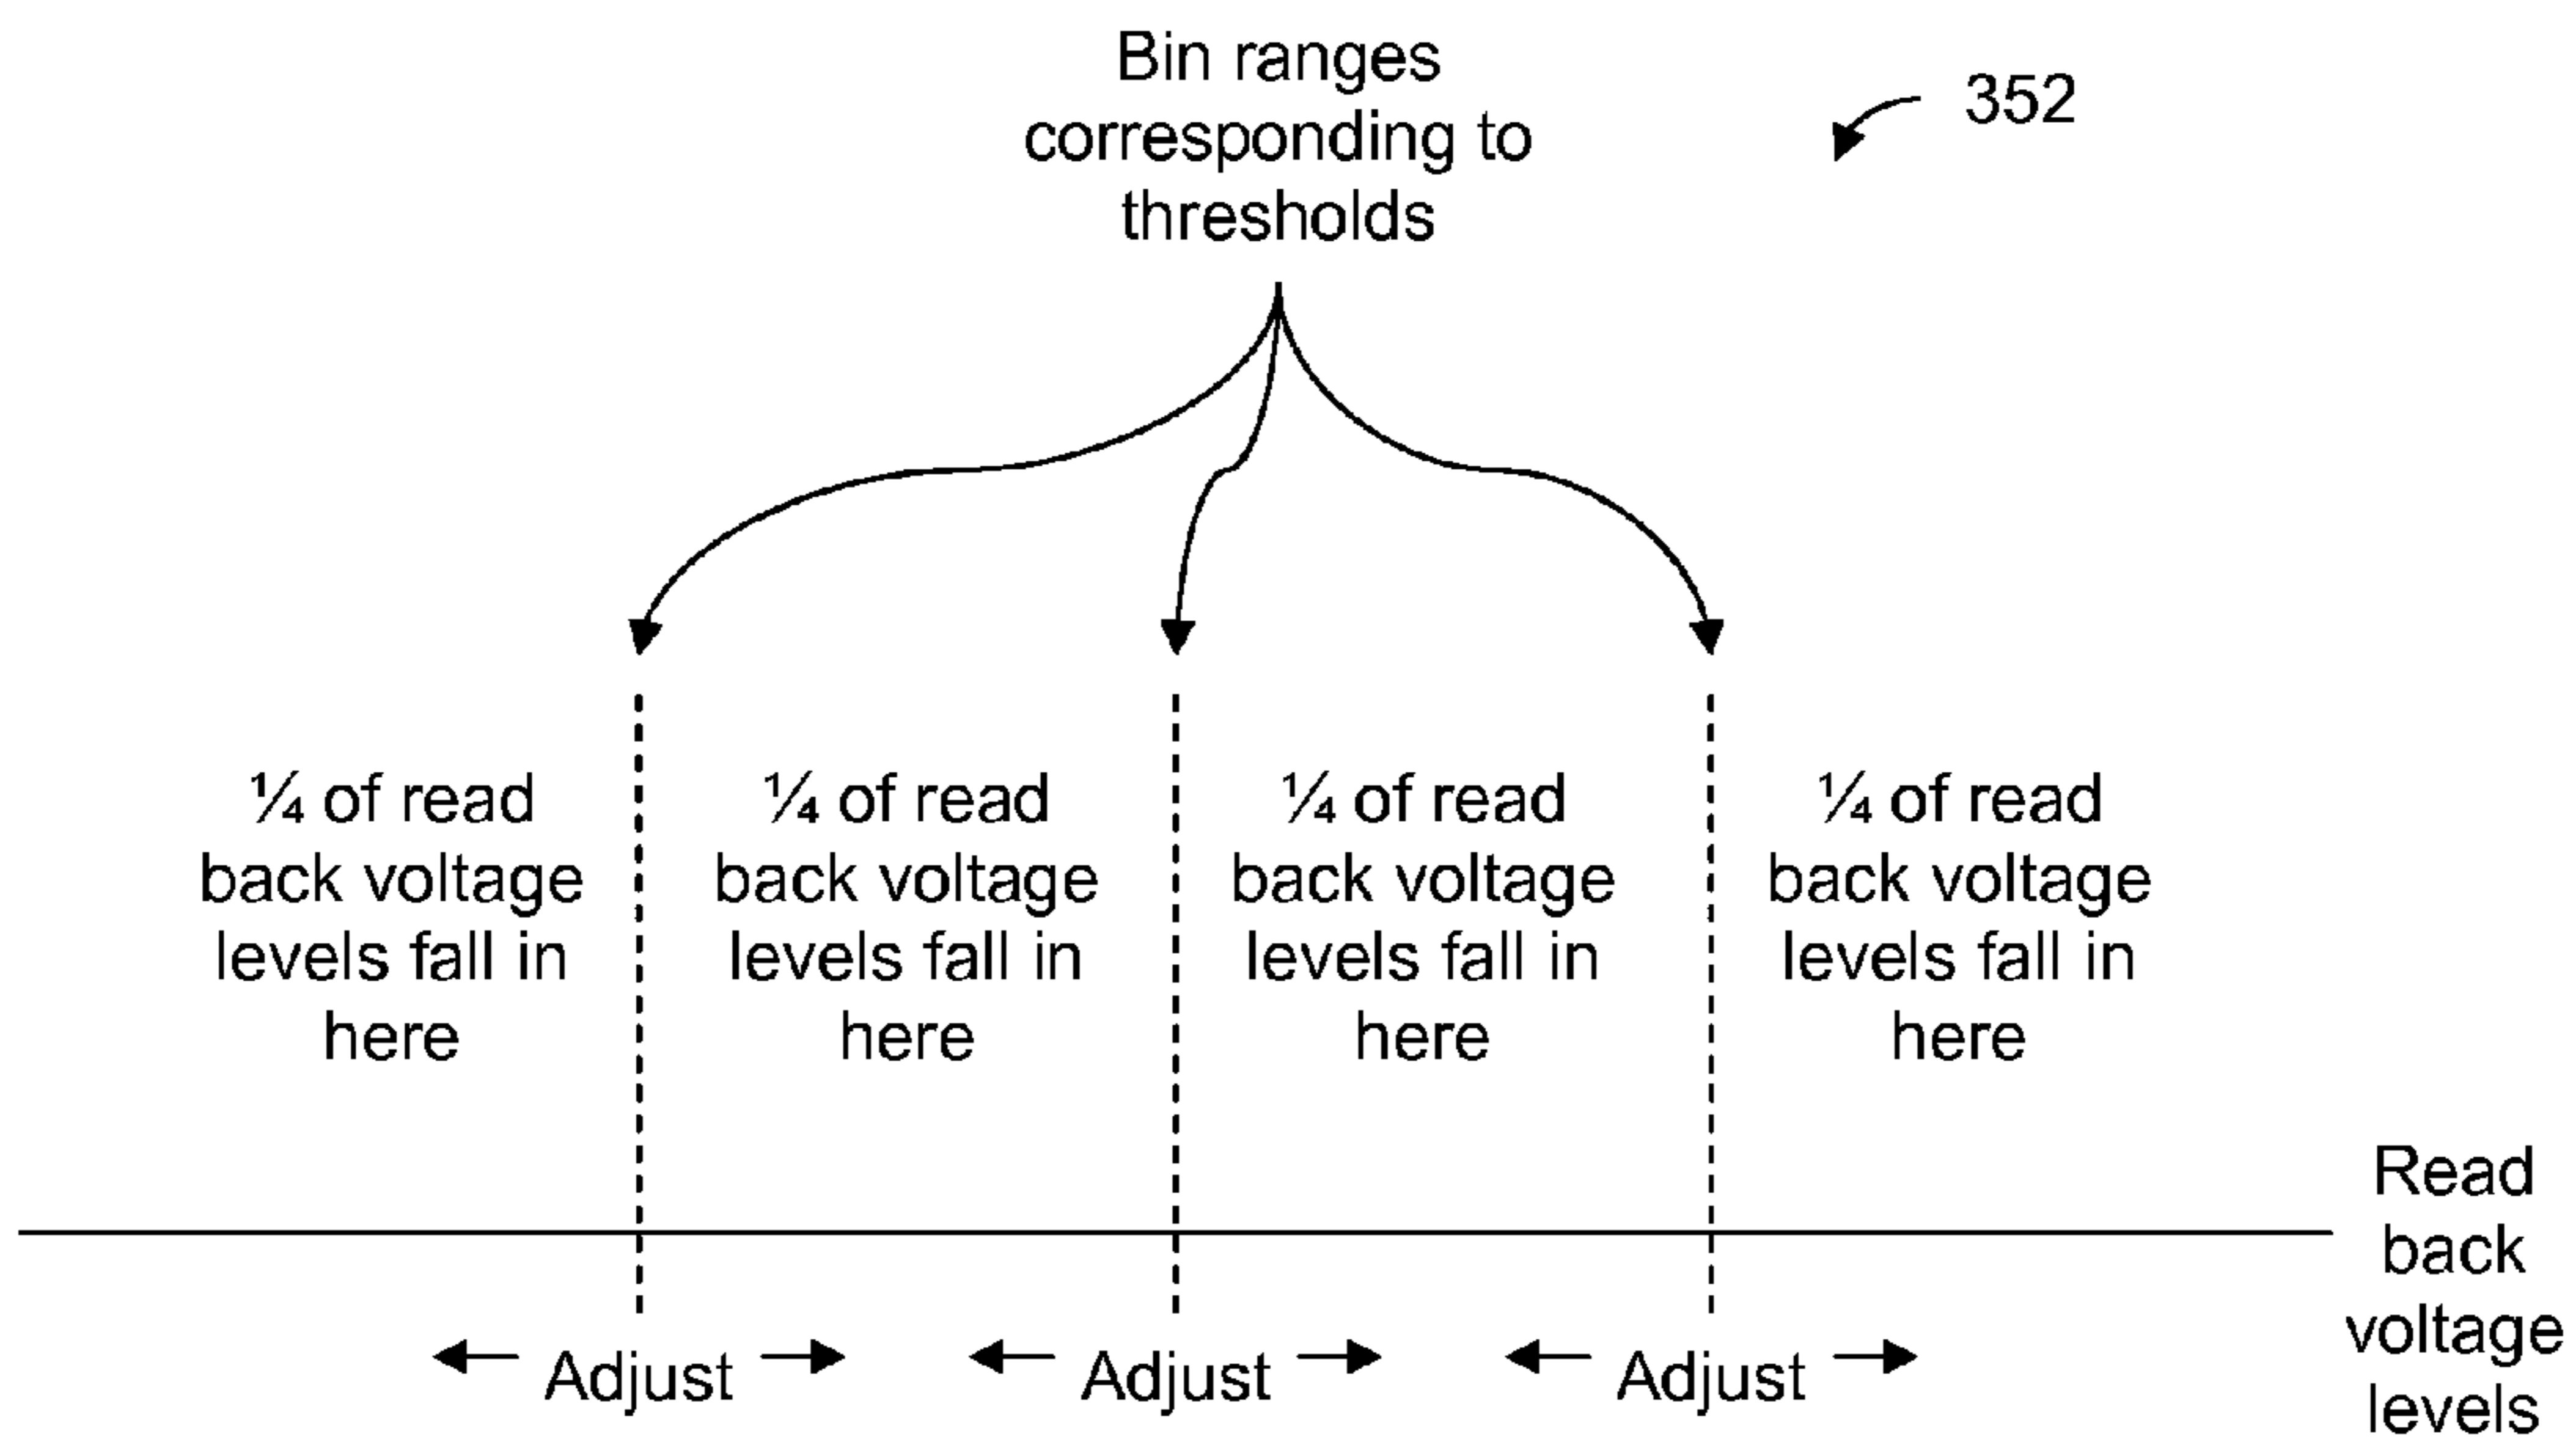 Bin ranges
corresponding to
thresholds
352
¼ of read
back voltage
levels fall in
here
¼ of read
back voltage
levels fall in
here
¼ of read
back voltage
levels fall in
here
¼ of read
back voltage
levels fall in
here
Read
back
voltage
levels
Adjust
Adjust
Adjust